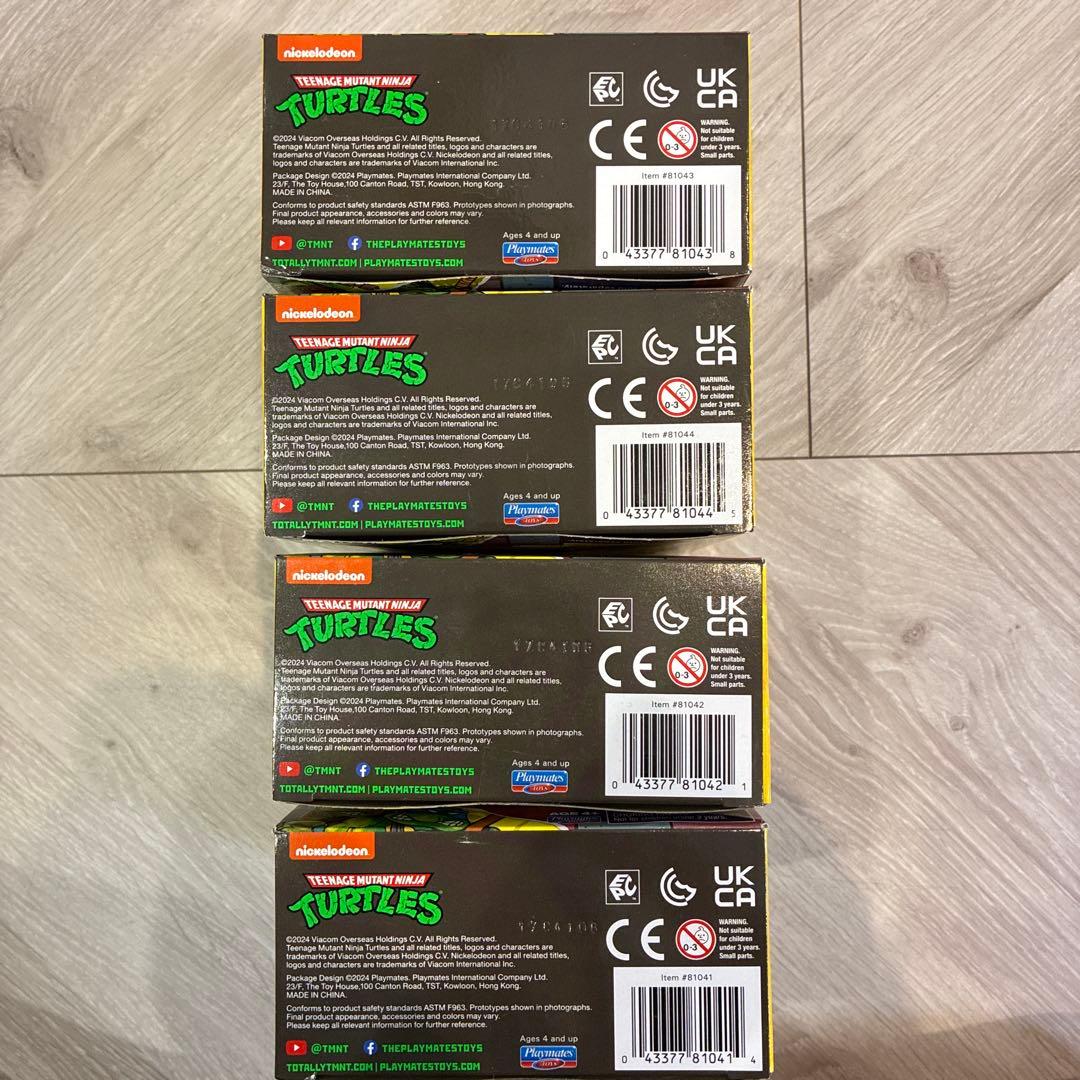 nickelodeon
TEENAGE MUTANT NINJA
TURTLES
©2024 Viacom Overseas Holdings C.V. All Rights Reserved.
Teenage Mutant Ninja Turtles and all related titles, logos and characters are
trademarks of Viacom Overseas Holdings C.V. Nickelodeon and all related titles,
logos and characters are trademarks of Viacom International Inc.
Package Design ©2024 Playmates. Playmates International Company Ltd.
23/F, The Toy House,100 Canton Road, TST, Kowloon, Hong Kong.
MADE IN CHINA.
Conforms to product safety standards ASTM F963. Prototypes shown in photographs.
Final product appearance, accessories and colors may vary.
Please keep all relevant information for further reference.
@TMNT THEPLAYMATESTOYS
TOTALLYTMNT.COM | PLAYMATESTOYS.COM
Ages 4 and up
Playmates
TOYS
EPC
UK
CA
CE
0-3
WARNING.
Not suitable
for children
under 3 years.
Small parts.
Item #81043
0 43377 81043 8
nickelodeon
TEENAGE MUTANT NINJA
TURTLES
©2024 Viacom Overseas Holdings C.V. All Rights Reserved.
Teenage Mutant Ninja Turtles and all related titles, logos and characters are
trademarks of Viacom Overseas Holdings C.V. Nickelodeon and all related titles,
logos and characters are trademarks of Viacom International Inc.
Package Design ©2024 Playmates. Playmates International Company Ltd.
23/F, The Toy House,100 Canton Road, TST, Kowloon, Hong Kong.
MADE IN CHINA.
Conforms to product safety standards ASTM F963. Prototypes shown in photographs.
Final product appearance, accessories and colors may vary.
Please keep all relevant information for further reference.
@TMNT THEPLAYMATESTOYS
TOTALLYTMNT.COM | PLAYMATESTOYS.COM
Ages 4 and up
Playmates
TOYS
EPC
UK
CA
CE
0-3
WARNING.
Not suitable
for children
under 3 years.
Small parts.
Item #81044
0 43377 81044 5
nickelodeon
TEENAGE MUTANT NINJA
TURTLES
©2024 Viacom Overseas Holdings C.V. All Rights Reserved.
Teenage Mutant Ninja Turtles and all related titles, logos and characters are
trademarks of Viacom Overseas Holdings C.V. Nickelodeon and all related titles,
logos and characters are trademarks of Viacom International Inc.
Package Design ©2024 Playmates. Playmates International Company Ltd.
23/F, The Toy House,100 Canton Road, TST, Kowloon, Hong Kong.
MADE IN CHINA.
Conforms to product safety standards ASTM F963. Prototypes shown in photographs.
Final product appearance, accessories and colors may vary.
Please keep all relevant information for further reference.
@TMNT THEPLAYMATESTOYS
TOTALLYTMNT.COM | PLAYMATESTOYS.COM
Ages 4 and up
Playmates
TOYS
EPC
UK
CA
CE
0-3
WARNING.
Not suitable
for children
under 3 years.
Small parts.
Item #81042
0 43377 81042 1
AGE 4+
nickelodeon
TEENAGE MUTANT NINJA
TURTLES
©2024 Viacom Overseas Holdings C.V. All Rights Reserved.
Teenage Mutant Ninja Turtles and all related titles, logos and characters are
trademarks of Viacom Overseas Holdings C.V. Nickelodeon and all related titles,
logos and characters are trademarks of Viacom International Inc.
Package Design ©2024 Playmates. Playmates International Company Ltd.
23/F, The Toy House,100 Canton Road, TST, Kowloon, Hong Kong.
MADE IN CHINA.
Conforms to product safety standards ASTM F963. Prototypes shown in photographs.
Final product appearance, accessories and colors may vary.
Please keep all relevant information for further reference.
@TMNT THEPLAYMATESTOYS
TOTALLYTMNT.COM | PLAYMATESTOYS.COM
Ages 4 and up
Playmates
TOYS
EPC
UK
CA
CE
0-3
WARNING.
Not suitable
for children
under 3 years.
Small parts.
Item #81041
0 43377 81041 4